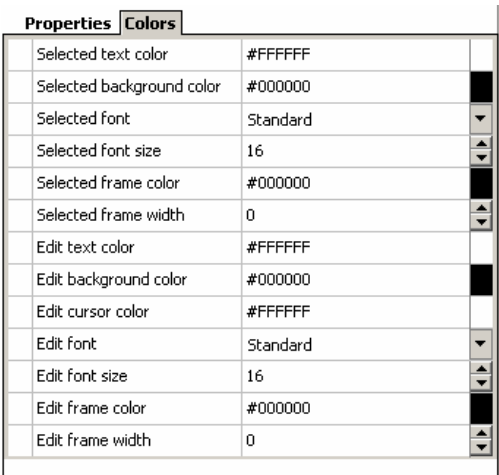 Properties Colors
Selected text color #FFFFFF
Selected background color #000000
Selected font Standard
Selected font size 16
Selected frame color #000000
Selected frame width 0
Edit text color #FFFFFF
Edit background color #000000
Edit cursor color #FFFFFF
Edit font Standard
Edit font size 16
Edit frame color #000000
Edit frame width 0